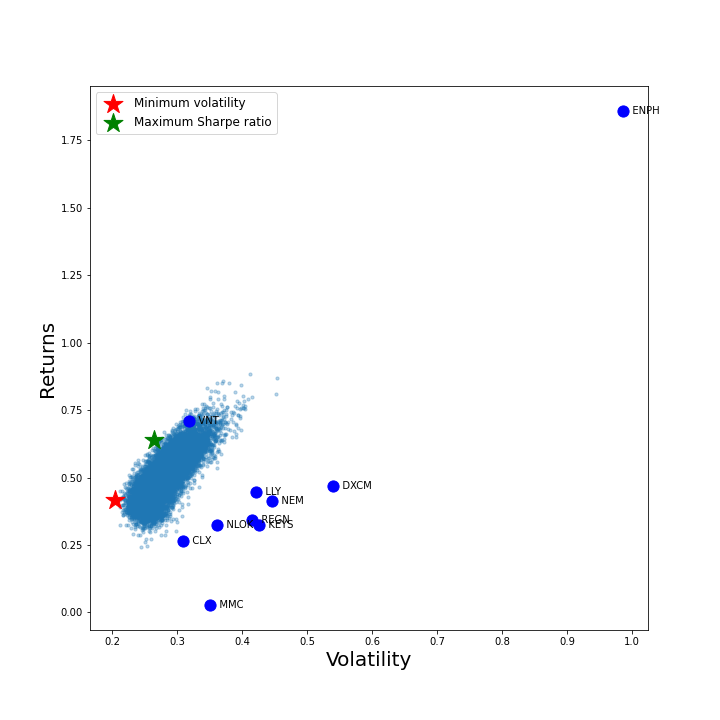 Minimum volatility
Maximum Sharpe ratio
ENPH
1.75
1.50
1.25
1.00
Returns
0.75
VNT
0.50
LLY
DXCM
NEM
REGN
NLOK
KEYS
0.25
CLX
MMC
0.00
0.2 0.3 0.4 0.5 0.6 0.7 0.8 0.9 1.0
Volatility